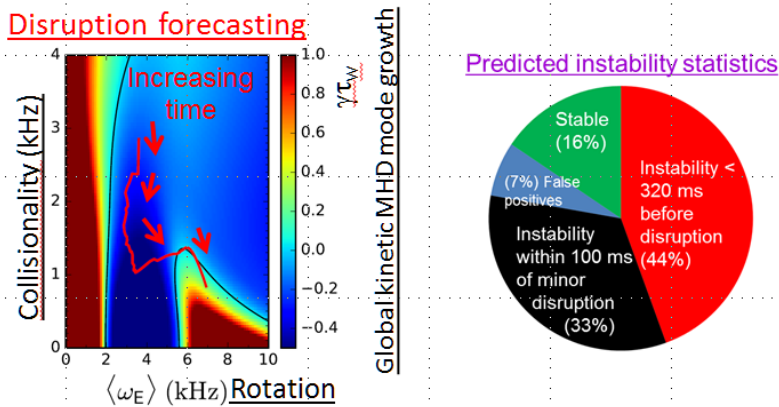 Disruption forecasting
Increasing
time
Collisionality (kHz)
4
3
2
1
0
0 2 4 6 8 10
⟨ω_E⟩ (kHz) Rotation
1.0
0.8
0.6
0.4
0.2
0.0
−0.2
−0.4
γτw
Global kinetic MHD mode growth
Predicted instability statistics
Stable
(16%)
(7%) False
positives
Instability <
320 ms
before
disruption
(44%)
Instability
within 100 ms
of minor
disruption
(33%)